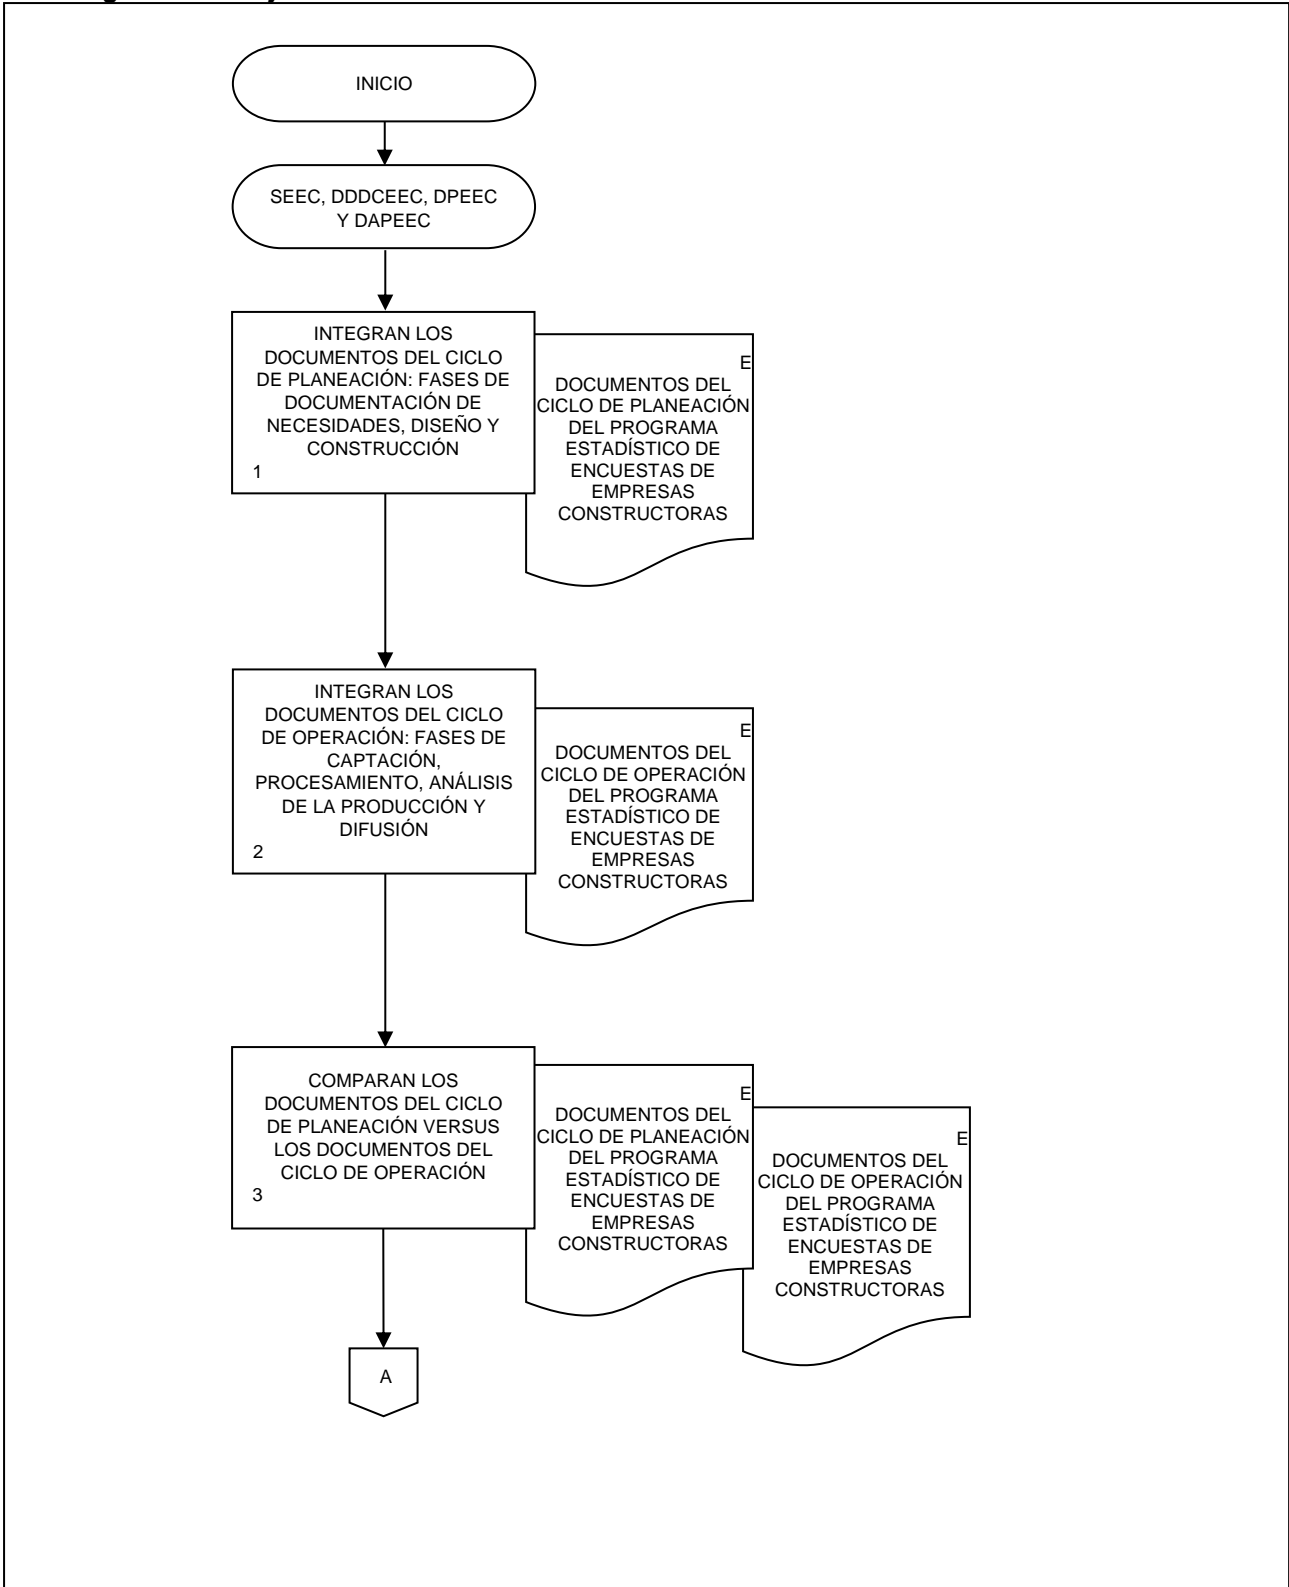 INICIO
SEEC, DDDCEEC, DPEEC
Y DAPEEC
INTEGRAN LOS
DOCUMENTOS DEL CICLO
DE PLANEACIÓN: FASES DE
DOCUMENTACIÓN DE
NECESIDADES, DISEÑO Y
CONSTRUCCIÓN
1
E
DOCUMENTOS DEL
CICLO DE PLANEACIÓN
DEL PROGRAMA
ESTADÍSTICO DE
ENCUESTAS DE
EMPRESAS
CONSTRUCTORAS
INTEGRAN LOS
DOCUMENTOS DEL CICLO
DE OPERACIÓN: FASES DE
CAPTACIÓN,
PROCESAMIENTO, ANÁLISIS
DE LA PRODUCCIÓN Y
DIFUSIÓN
2
E
DOCUMENTOS DEL
CICLO DE OPERACIÓN
DEL PROGRAMA
ESTADÍSTICO DE
ENCUESTAS DE
EMPRESAS
CONSTRUCTORAS
COMPARAN LOS
DOCUMENTOS DEL CICLO
DE PLANEACIÓN VERSUS
LOS DOCUMENTOS DEL
CICLO DE OPERACIÓN
3
E
DOCUMENTOS DEL
CICLO DE PLANEACIÓN
DEL PROGRAMA
ESTADÍSTICO DE
ENCUESTAS DE
EMPRESAS
CONSTRUCTORAS
E
DOCUMENTOS DEL
CICLO DE OPERACIÓN
DEL PROGRAMA
ESTADÍSTICO DE
ENCUESTAS DE
EMPRESAS
CONSTRUCTORAS
A